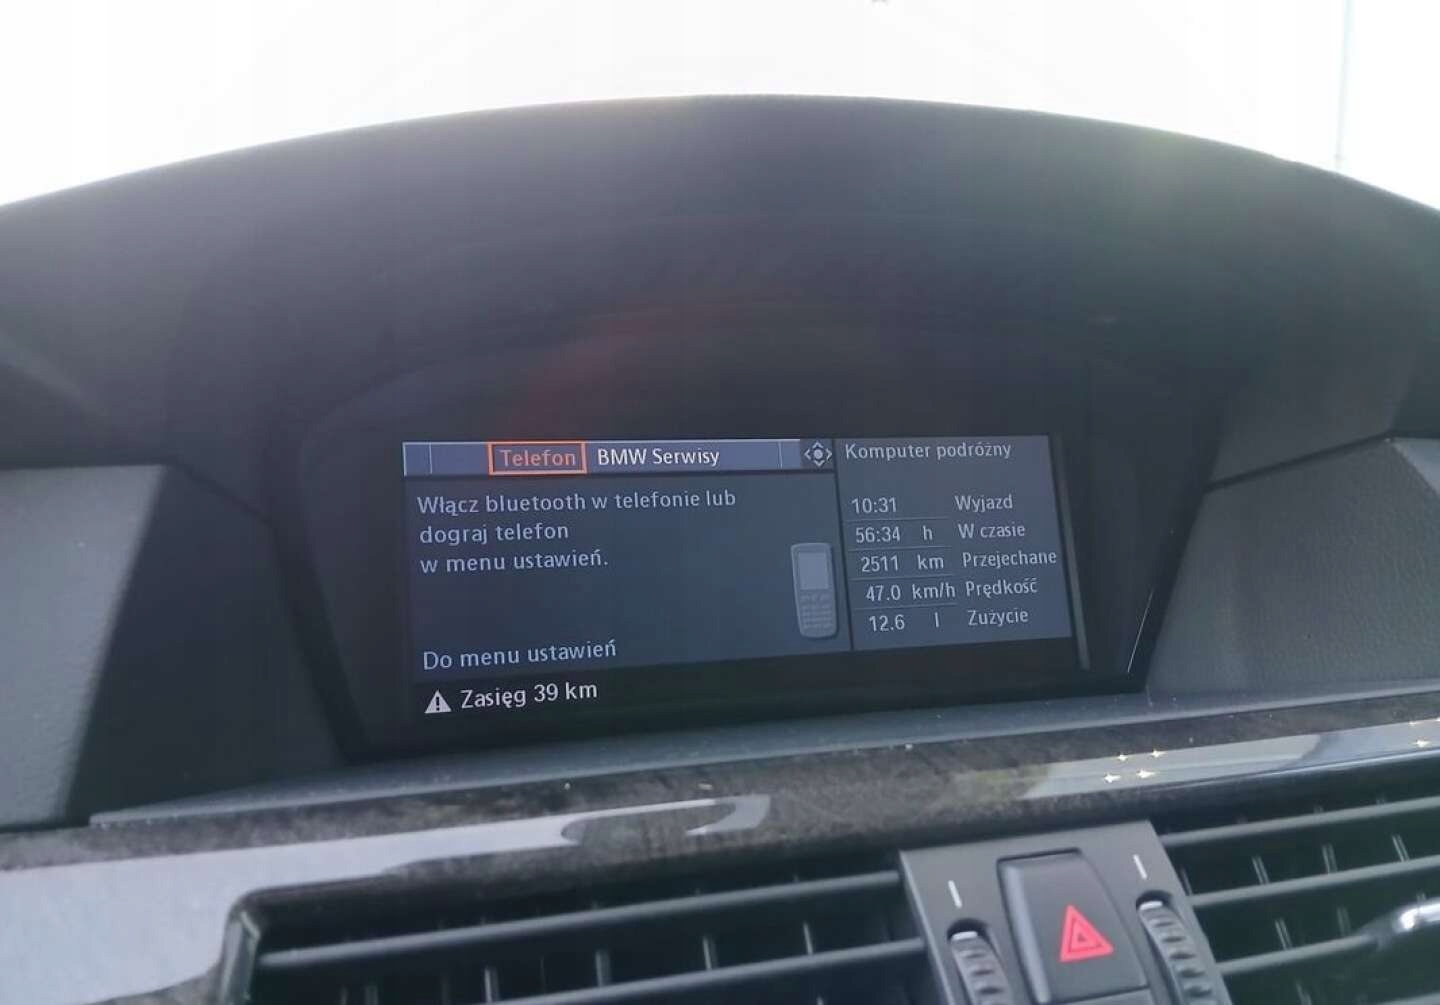 Telefon BMW Serwisy
Włącz bluetooth w telefonie lub
dograj telefon
w menu ustawień.
Do menu ustawień
Zasięg 39 km
Komputer podróżny
10:31 Wyjazd
56:34 h W czasie
2511 km Przejechane
47.0 km/h Prędkość
12.6 l Zużycie